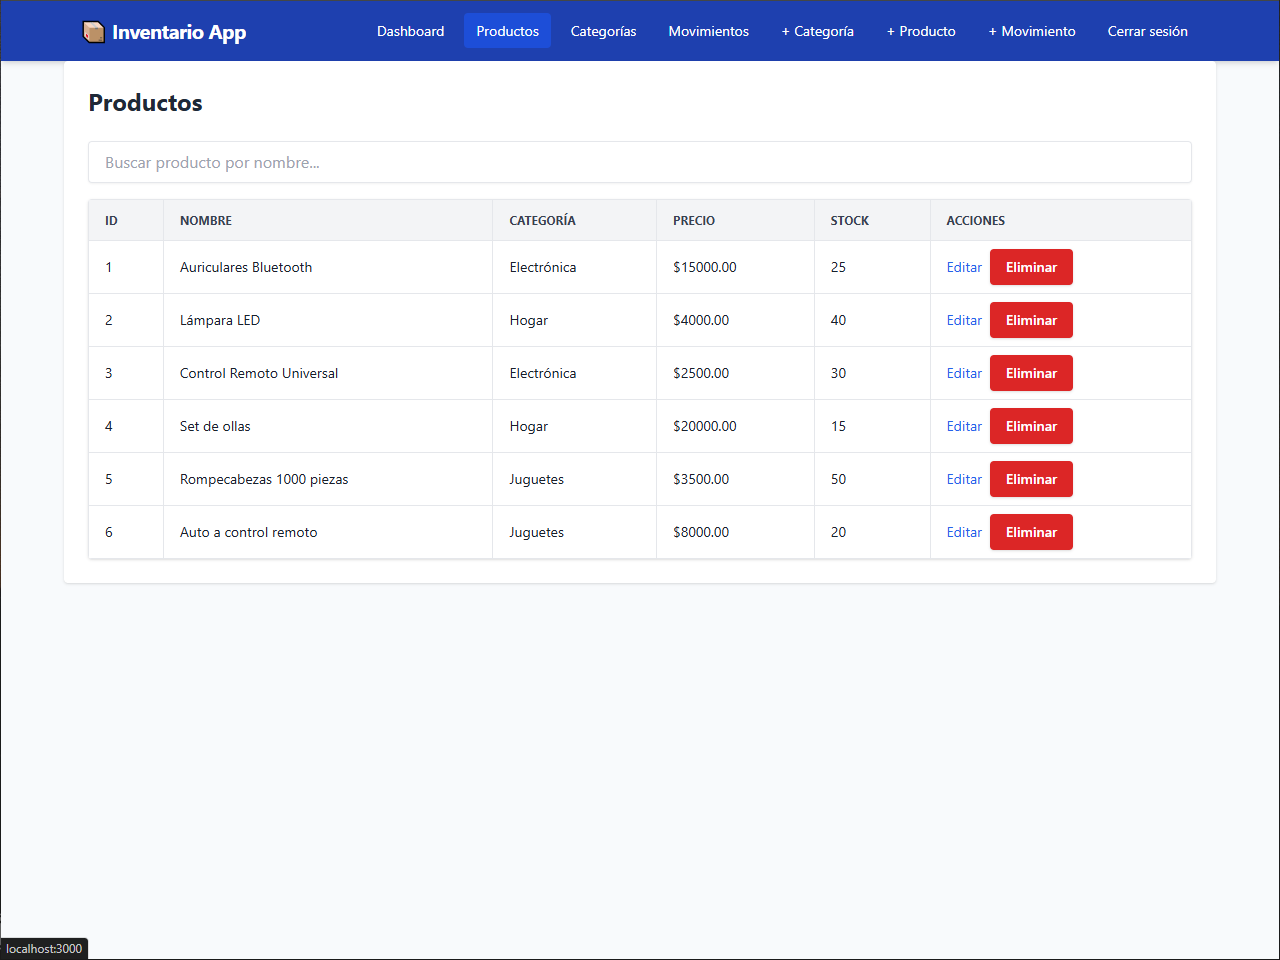 Inventario App Dashboard Productos Categorías Movimientos + Categoría + Producto + Movimiento Cerrar sesión
Productos
Buscar producto por nombre...
ID NOMBRE CATEGORÍA PRECIO STOCK ACCIONES
1 Auriculares Bluetooth Electrónica $15000.00 25 Editar Eliminar
2 Lámpara LED Hogar $4000.00 40 Editar Eliminar
3 Control Remoto Universal Electrónica $2500.00 30 Editar Eliminar
4 Set de ollas Hogar $20000.00 15 Editar Eliminar
5 Rompecabezas 1000 piezas Juguetes $3500.00 50 Editar Eliminar
6 Auto a control remoto Juguetes $8000.00 20 Editar Eliminar
localhost:3000